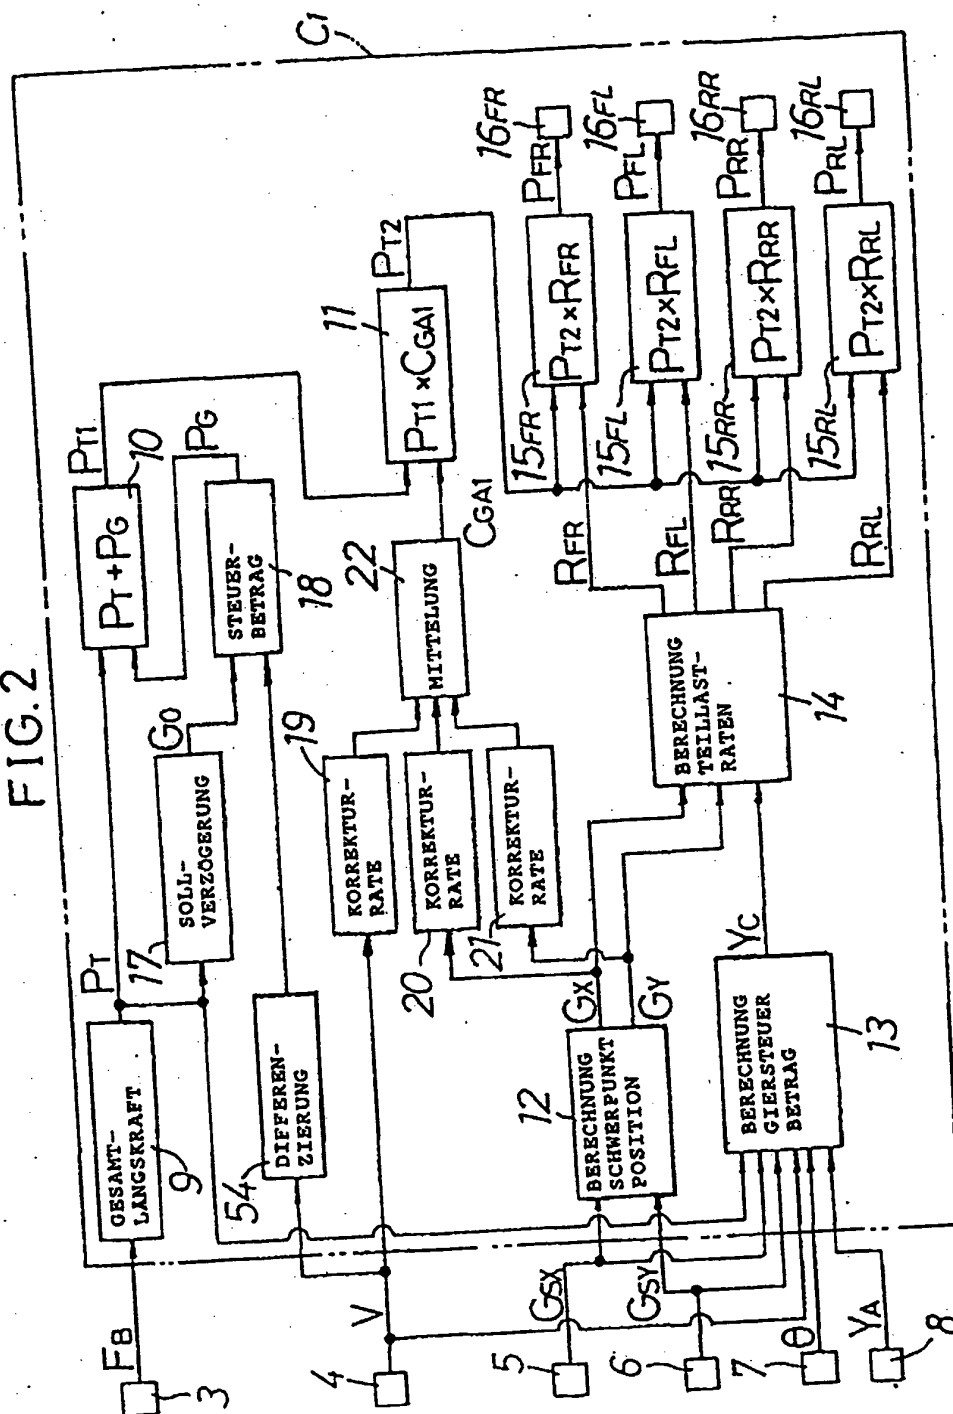 FIG. 2
C1
3
FB
GESAMT-
LÄNGSKRAFT
9
PT
SOLL-
VERZÖGERUNG
17
G0
PT+PG
10
PT1
STEUER-
BETRAG
18
PG
DIFFEREN-
ZIERUNG
54
4
V
KORREKTUR-
RATE
19
KORREKTUR-
RATE
20
KORREKTUR-
RATE
21
MITTELUNG
22
CGA1
PT1×CGA1
11
PT2
5
GSX
6
GSY
BERECHNUNG
SCHWERPUNKT
POSITION
12
GX
GY
7
θ
8
YA
BERECHNUNG
GIERSTEUER
BETRAG
13
YC
BERECHNUNG
TEILLAST-
RATEN
14
RFR
RFL
RRR
RRL
15FR
PT2×RFR
PFR
16FR
15FL
PT2×RFL
PFL
16FL
15RR
PT2×RRR
PRR
16RR
15RL
PT2×RRL
PRL
16RL